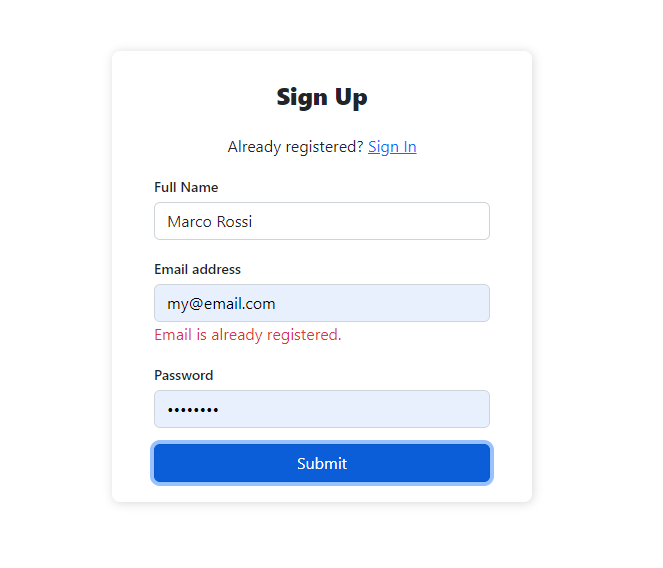 Sign Up
Already registered? Sign In
Full Name
Marco Rossi
Email address
my@email.com
Email is already registered.
Password
••••••••
Submit